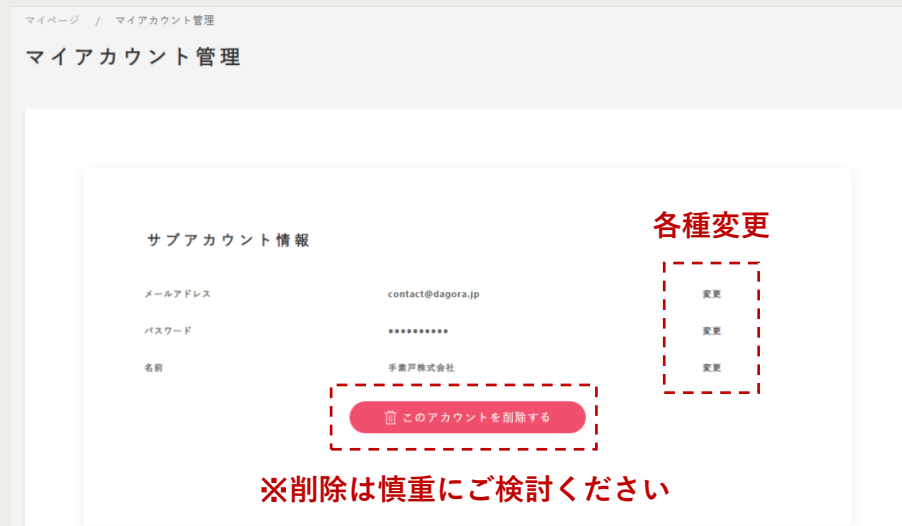 マイページ / マイアカウント管理
マイアカウント管理
各種変更
サブアカウント情報
メールアドレス contact@dagora.jp 変更
パスワード •••••••••• 変更
名前 手素戸株式会社 変更
このアカウントを削除する
※削除は慎重にご検討ください